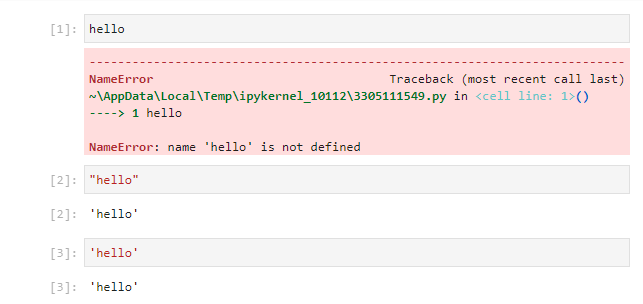 [1]: hello
---------------------------------------------------------------------------
NameError                                 Traceback (most recent call last)
~\AppData\Local\Temp\ipykernel_10112\3305111549.py in <cell line: 1>()
----> 1 hello
NameError: name 'hello' is not defined
[2]: "hello"
[2]: 'hello'
[3]: 'hello'
[3]: 'hello'